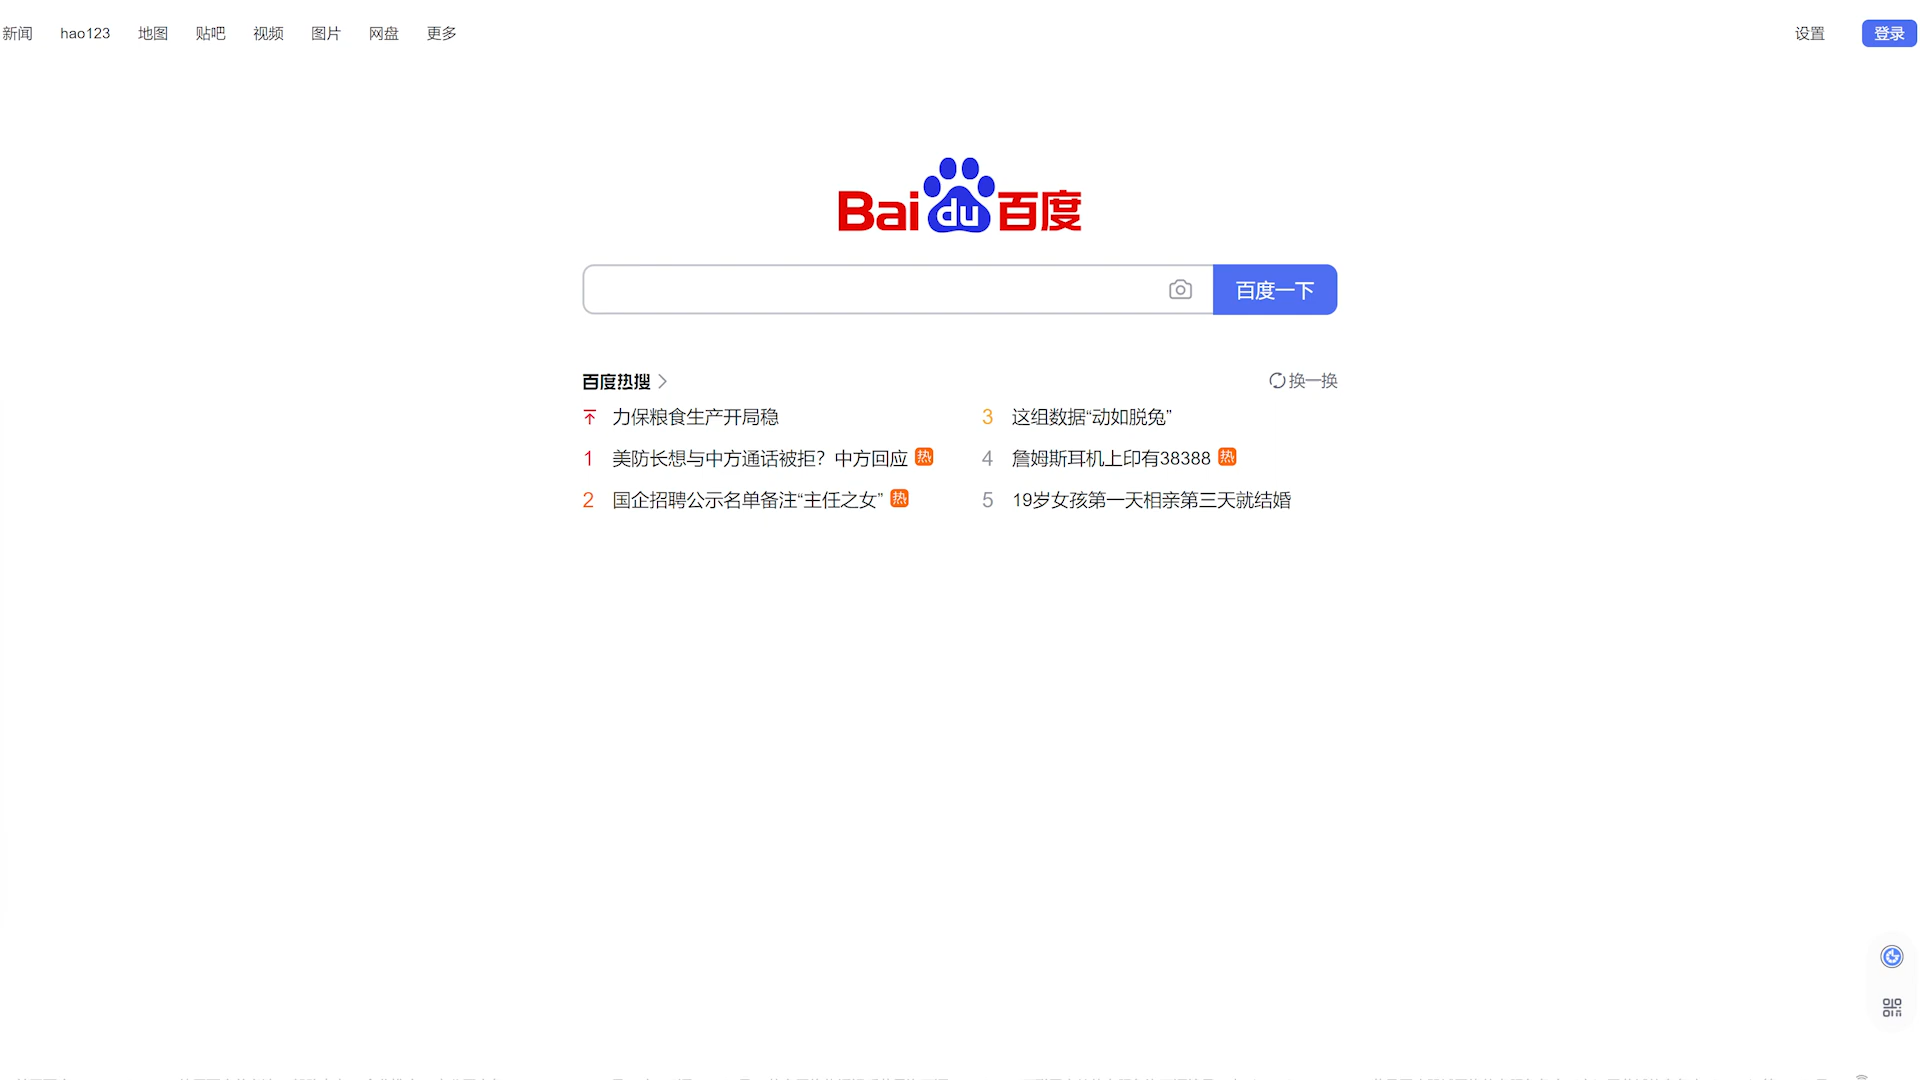 新闻 hao123 地图 贴吧 视频 图片 网盘 更多 设置 登录
Baidu百度
百度一下
百度热搜 换一换
力保粮食生产开局稳
1 美防长想与中方通话被拒？中方回应 热
2 国企招聘公示名单备注“主任之女” 热
3 这组数据“动如脱兔”
4 詹姆斯耳机上印有38388 热
5 19岁女孩第一天相亲第三天就结婚